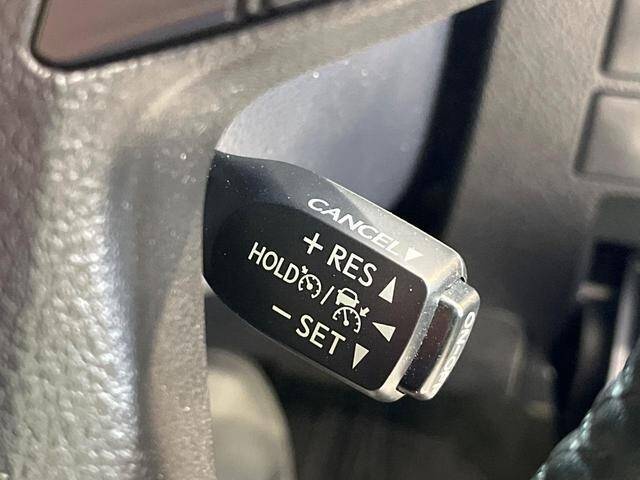 CANCEL▼
+ RES ▲
HOLD / ◀
− SET ▼